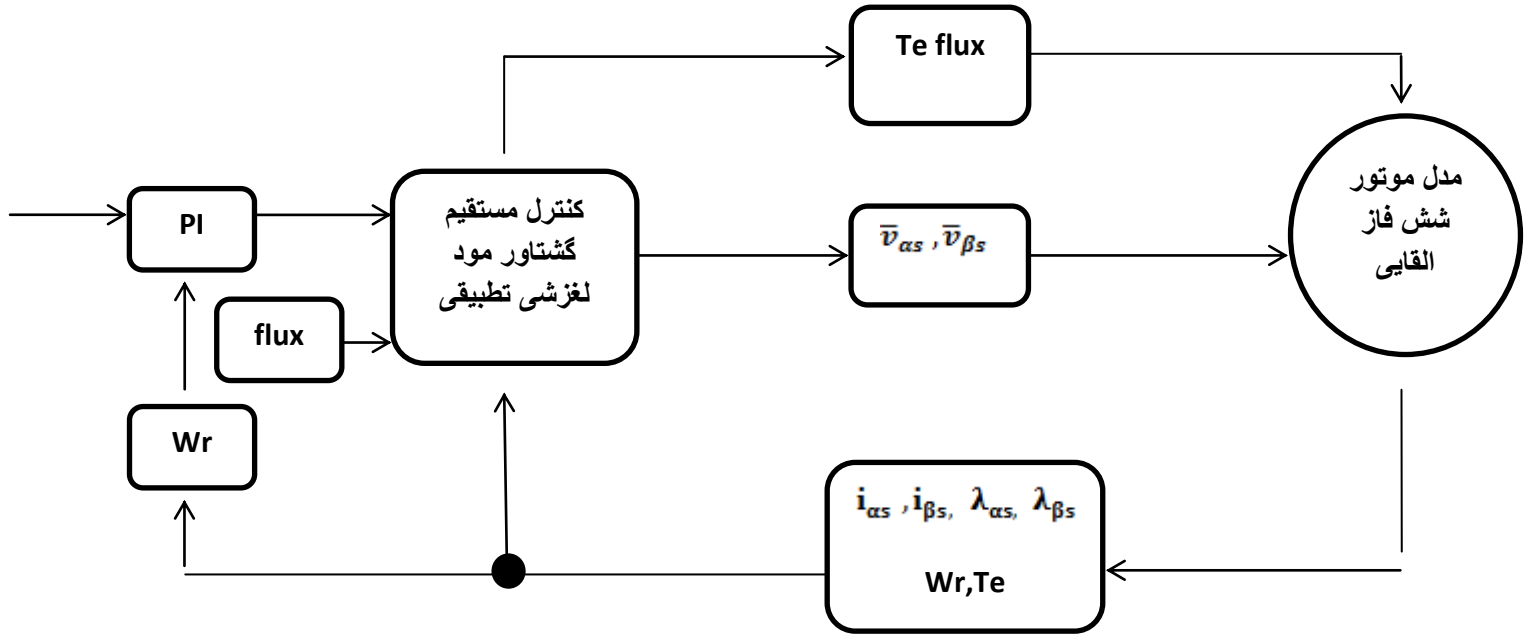 Te flux
مدل موتور
شش فاز
القایی
PI
کنترل مستقیم
گشتاور مود
لغزشی تطبیقی
v̅αs , v̅βs
flux
Wr
iαs , iβs, λαs, λβs
Wr,Te